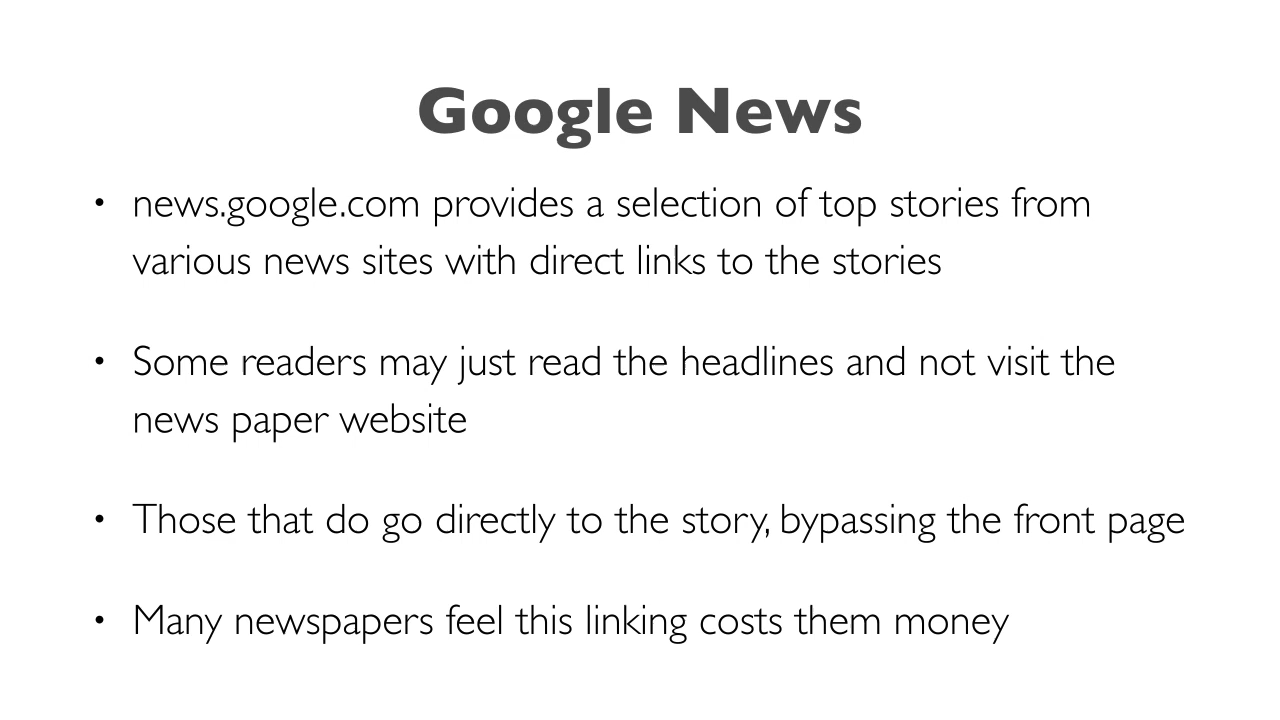 Google News
• news.google.com provides a selection of top stories from
various news sites with direct links to the stories
• Some readers may just read the headlines and not visit the
news paper website
• Those that do go directly to the story, bypassing the front page
• Many newspapers feel this linking costs them money